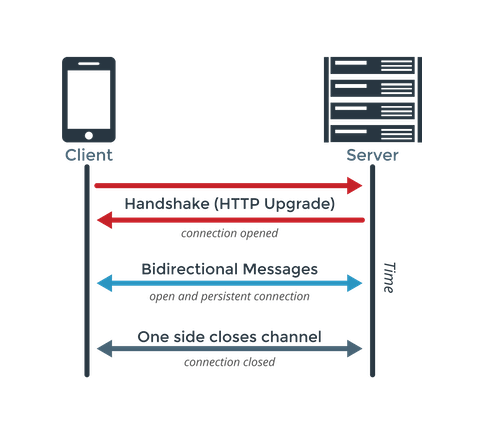 Client
Server
Handshake (HTTP Upgrade)
connection opened
Time
Bidirectional Messages
open and persistent connection
One side closes channel
connection closed